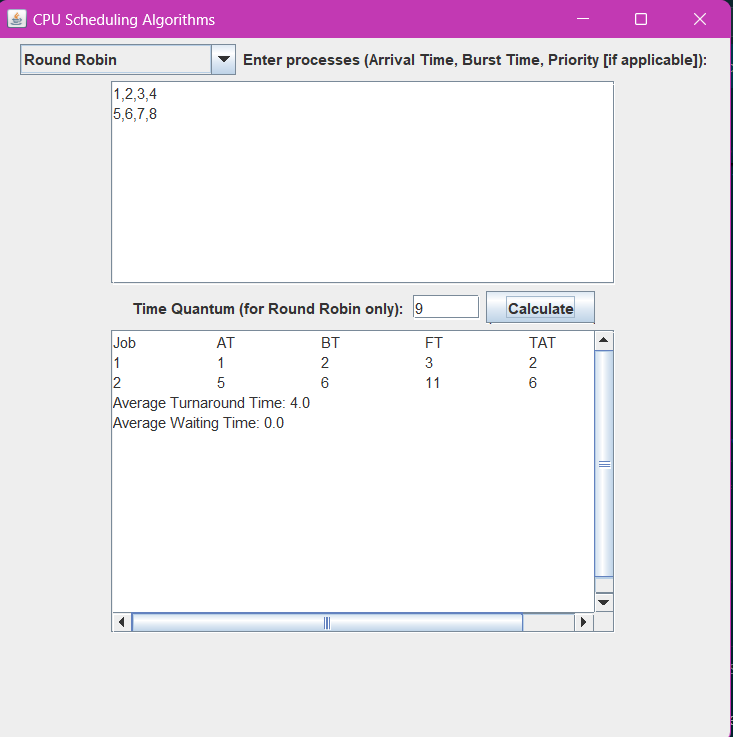 CPU Scheduling Algorithms
Round Robin Enter processes (Arrival Time, Burst Time, Priority [if applicable]):
1,2,3,4
5,6,7,8
Time Quantum (for Round Robin only): 9 Calculate
Job AT BT FT TAT
1 1 2 3 2
2 5 6 11 6
Average Turnaround Time: 4.0
Average Waiting Time: 0.0